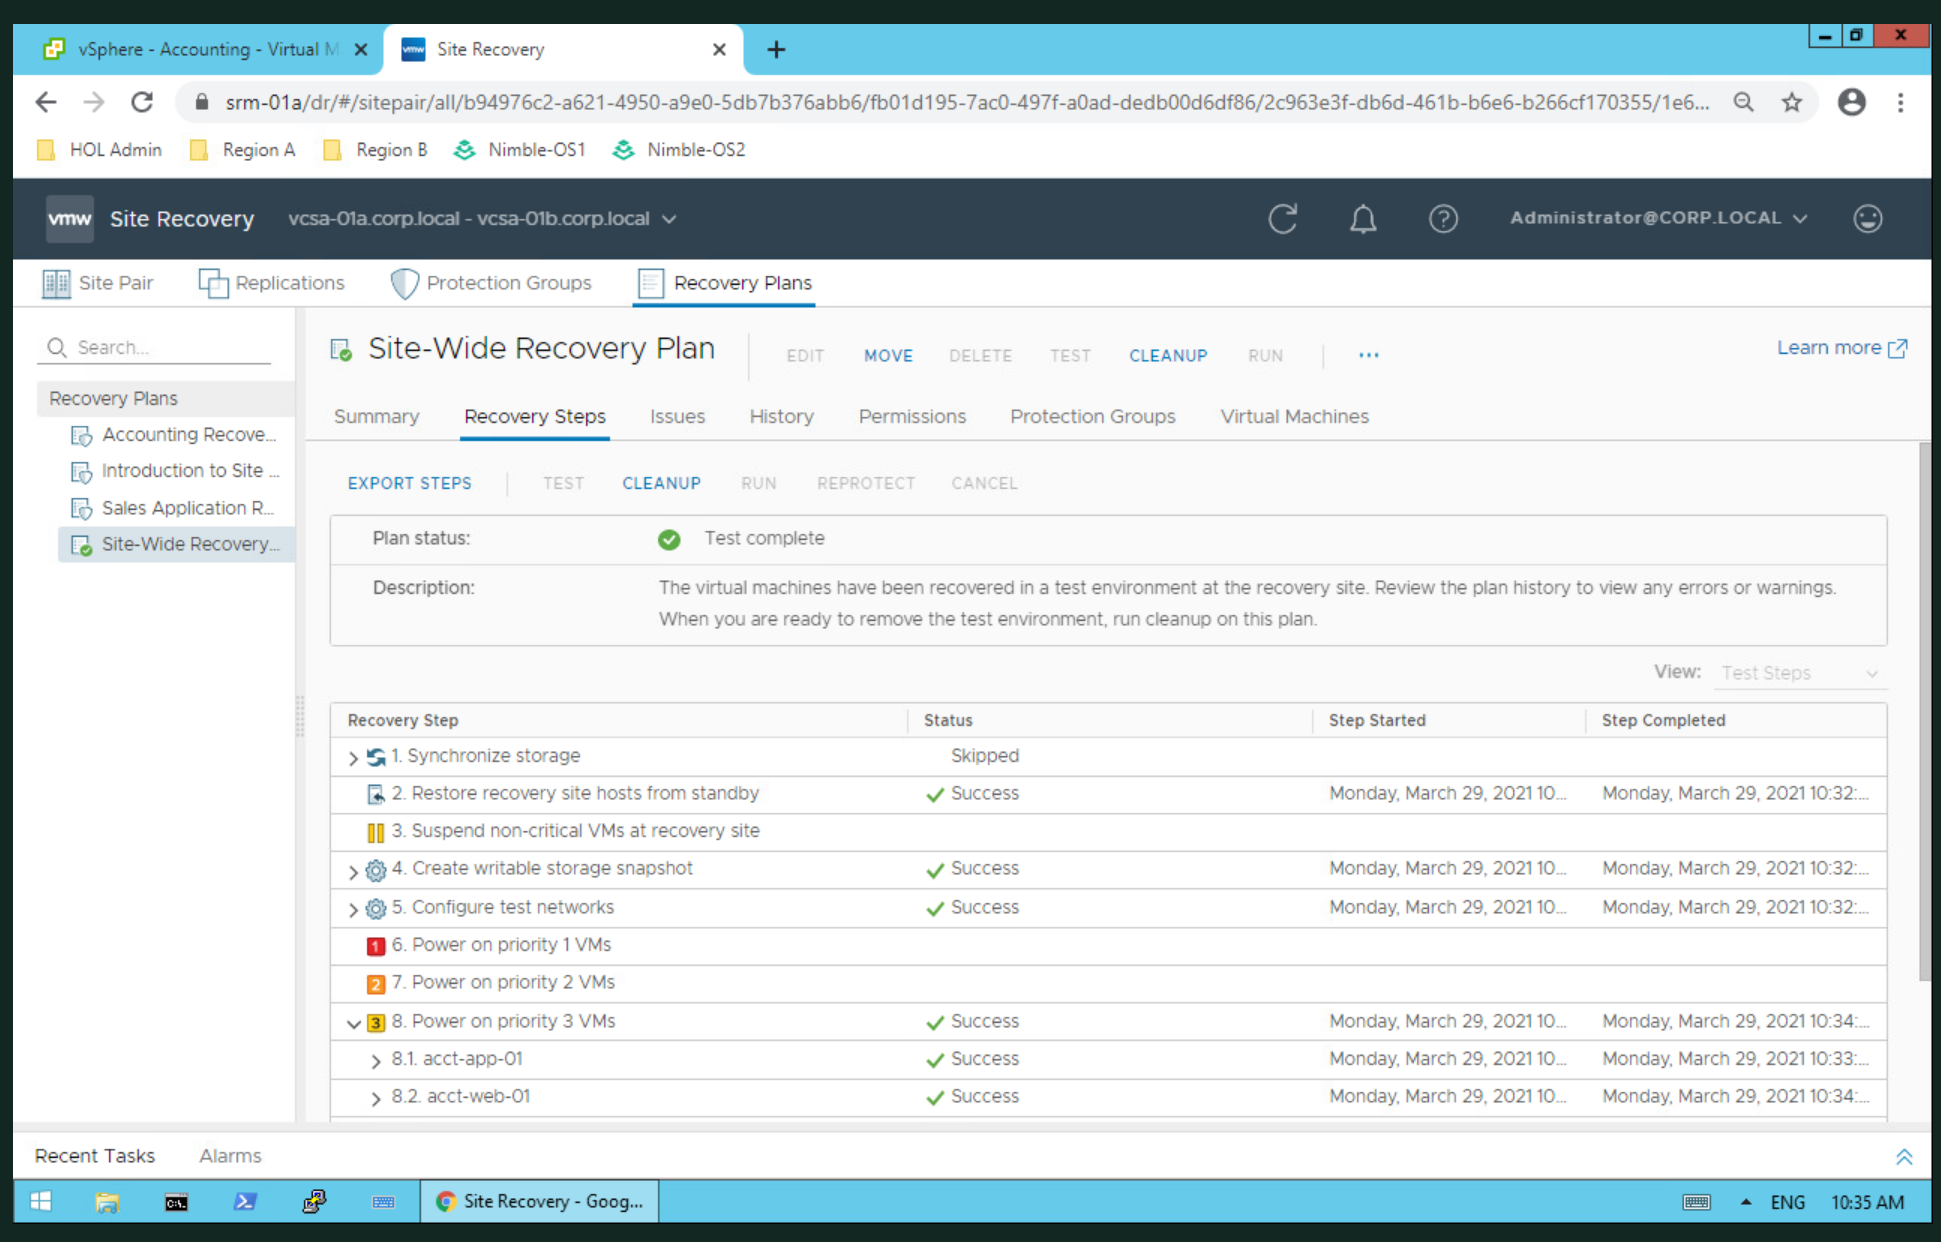 vSphere - Accounting - Virtual M
Site Recovery
srm-01a/dr/#/sitepair/all/b94976c2-a621-4950-a9e0-5db7b376abb6/fb01d195-7ac0-497f-a0ad-dedb00d6df86/2c963e3f-db6d-461b-b6e6-b266cf170355/1e6...
HOL Admin Region A Region B Nimble-OS1 Nimble-OS2
vmw Site Recovery vcsa-01a.corp.local - vcsa-01b.corp.local Administrator@CORP.LOCAL
Site Pair Replications Protection Groups Recovery Plans
Search...
Recovery Plans
Accounting Recove...
Introduction to Site ...
Sales Application R...
Site-Wide Recovery...
Site-Wide Recovery Plan EDIT MOVE DELETE TEST CLEANUP RUN ... Learn more
Summary Recovery Steps Issues History Permissions Protection Groups Virtual Machines
EXPORT STEPS TEST CLEANUP RUN REPROTECT CANCEL
Plan status: Test complete
Description: The virtual machines have been recovered in a test environment at the recovery site. Review the plan history to view any errors or warnings.
When you are ready to remove the test environment, run cleanup on this plan.
View: Test Steps
Recovery Step Status Step Started Step Completed
1. Synchronize storage Skipped
2. Restore recovery site hosts from standby Success Monday, March 29, 2021 10... Monday, March 29, 2021 10:32:...
3. Suspend non-critical VMs at recovery site
4. Create writable storage snapshot Success Monday, March 29, 2021 10... Monday, March 29, 2021 10:32:...
5. Configure test networks Success Monday, March 29, 2021 10... Monday, March 29, 2021 10:32:...
1 6. Power on priority 1 VMs
2 7. Power on priority 2 VMs
3 8. Power on priority 3 VMs Success Monday, March 29, 2021 10... Monday, March 29, 2021 10:34:...
8.1. acct-app-01 Success Monday, March 29, 2021 10... Monday, March 29, 2021 10:33:...
8.2. acct-web-01 Success Monday, March 29, 2021 10... Monday, March 29, 2021 10:34:...
Recent Tasks Alarms
Site Recovery - Goog... ENG 10:35 AM